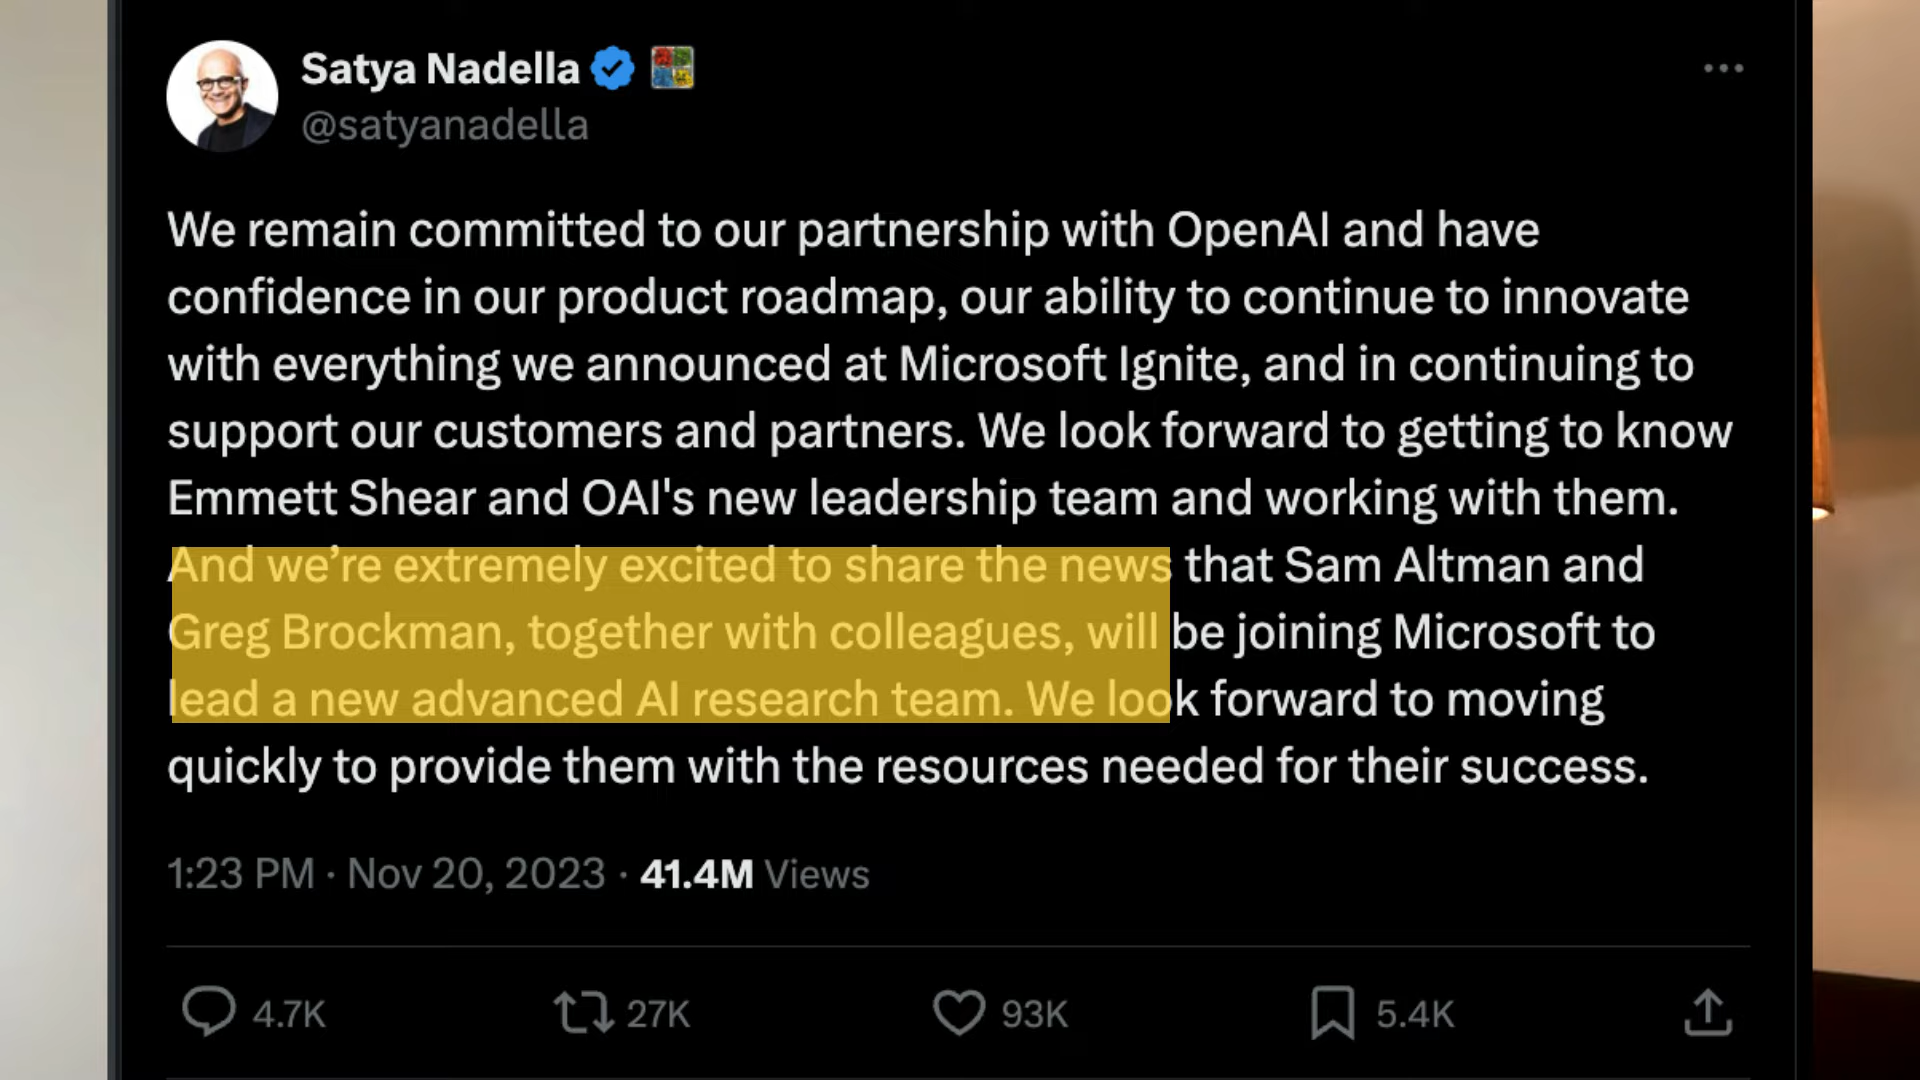 Satya Nadella
@satyanadella
We remain committed to our partnership with OpenAI and have
confidence in our product roadmap, our ability to continue to innovate
with everything we announced at Microsoft Ignite, and in continuing to
support our customers and partners. We look forward to getting to know
Emmett Shear and OAI's new leadership team and working with them.
And we’re extremely excited to share the news that Sam Altman and
Greg Brockman, together with colleagues, will be joining Microsoft to
lead a new advanced AI research team. We look forward to moving
quickly to provide them with the resources needed for their success.
1:23 PM · Nov 20, 2023 · 41.4M Views
4.7K 27K 93K 5.4K